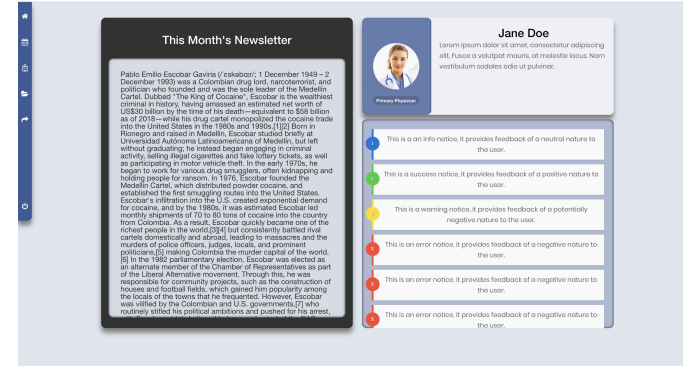 This Month's Newsletter
Pablo Emilio Escobar Gaviria (/ˈɛskəbɑːr/; 1 December 1949 – 2
December 1993) was a Colombian drug lord, narcoterrorist, and
politician who founded and was the sole leader of the Medellín
Cartel. Dubbed "The King of Cocaine", Escobar is the wealthiest
criminal in history, having amassed an estimated net worth of
US$30 billion by the time of his death—equivalent to $58 billion
as of 2018—while his drug cartel monopolized the cocaine trade
into the United States in the 1980s and 1990s.[1][2] Born in
Rionegro and raised in Medellín, Escobar studied briefly at
Universidad Autónoma Latinoamericana of Medellín, but left
without graduating; he instead began engaging in criminal
activity, selling illegal cigarettes and fake lottery tickets, as well
as participating in motor vehicle theft. In the early 1970s, he
began to work for various drug smugglers, often kidnapping and
holding people for ransom. In 1976, Escobar founded the
Medellín Cartel, which distributed powder cocaine, and
established the first smuggling routes into the United States.
Escobar's infiltration into the U.S. created exponential demand
for cocaine, and by the 1980s, it was estimated Escobar led
monthly shipments of 70 to 80 tons of cocaine into the country
from Colombia. As a result, Escobar quickly became one of the
richest people in the world,[3][4] but constantly battled rival
cartels domestically and abroad, leading to massacres and the
murders of police officers, judges, locals, and prominent
politicians,[5] making Colombia the murder capital of the world.
[6] In the 1982 parliamentary election, Escobar was elected as
an alternate member of the Chamber of Representatives as part
of the Liberal Alternative movement. Through this, he was
responsible for community projects, such as the construction of
houses and football fields, which gained him popularity among
the locals of the towns that he frequented. However, Escobar
was vilified by the Colombian and U.S. governments,[7] who
routinely stifled his political ambitions and pushed for his arrest,
Jane Doe
Lorem ipsum dolor sit amet, consectetur adipiscing
elit. Fusce a volutpat mauris, at molestie lacus. Nam
vestibulum sodales odio ut pulvinar.
Primary Physician
This is a an info notice, it provides feedback of a neutral nature to
the user.
This is a success notice, it provides feedback of a positive nature to
the user.
This is a warning notice, it provides feedback of a potentially
negative nature to the user.
This is an error notice, it provides feedback of a negative nature to
the user.
This is an error notice, it provides feedback of a negative nature to
the user.
This is an error notice, it provides feedback of a negative nature to
the user.